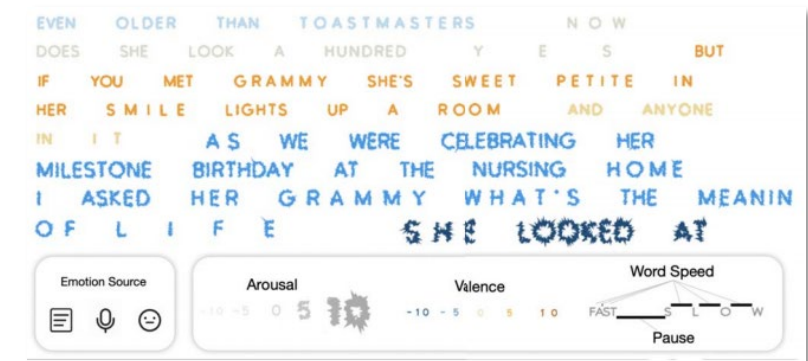 EVEN OLDER THAN TOASTMASTERS NOW
DOES SHE LOOK A HUNDRED YES BUT
IF YOU MET GRAMMY SHE'S SWEET PETITE IN
HER SMILE LIGHTS UP A ROOM AND ANYONE
IN IT AS WE WERE CELEBRATING HER
MILESTONE BIRTHDAY AT THE NURSING HOME
I ASKED HER GRAMMY WHAT'S THE MEANIN
OF LIFE SHE LOOKED AT
Emotion Source
Arousal
-10 -5 0 5 10
Valence
-10 -5 0 5 10
Word Speed
FAST SLOW
Pause